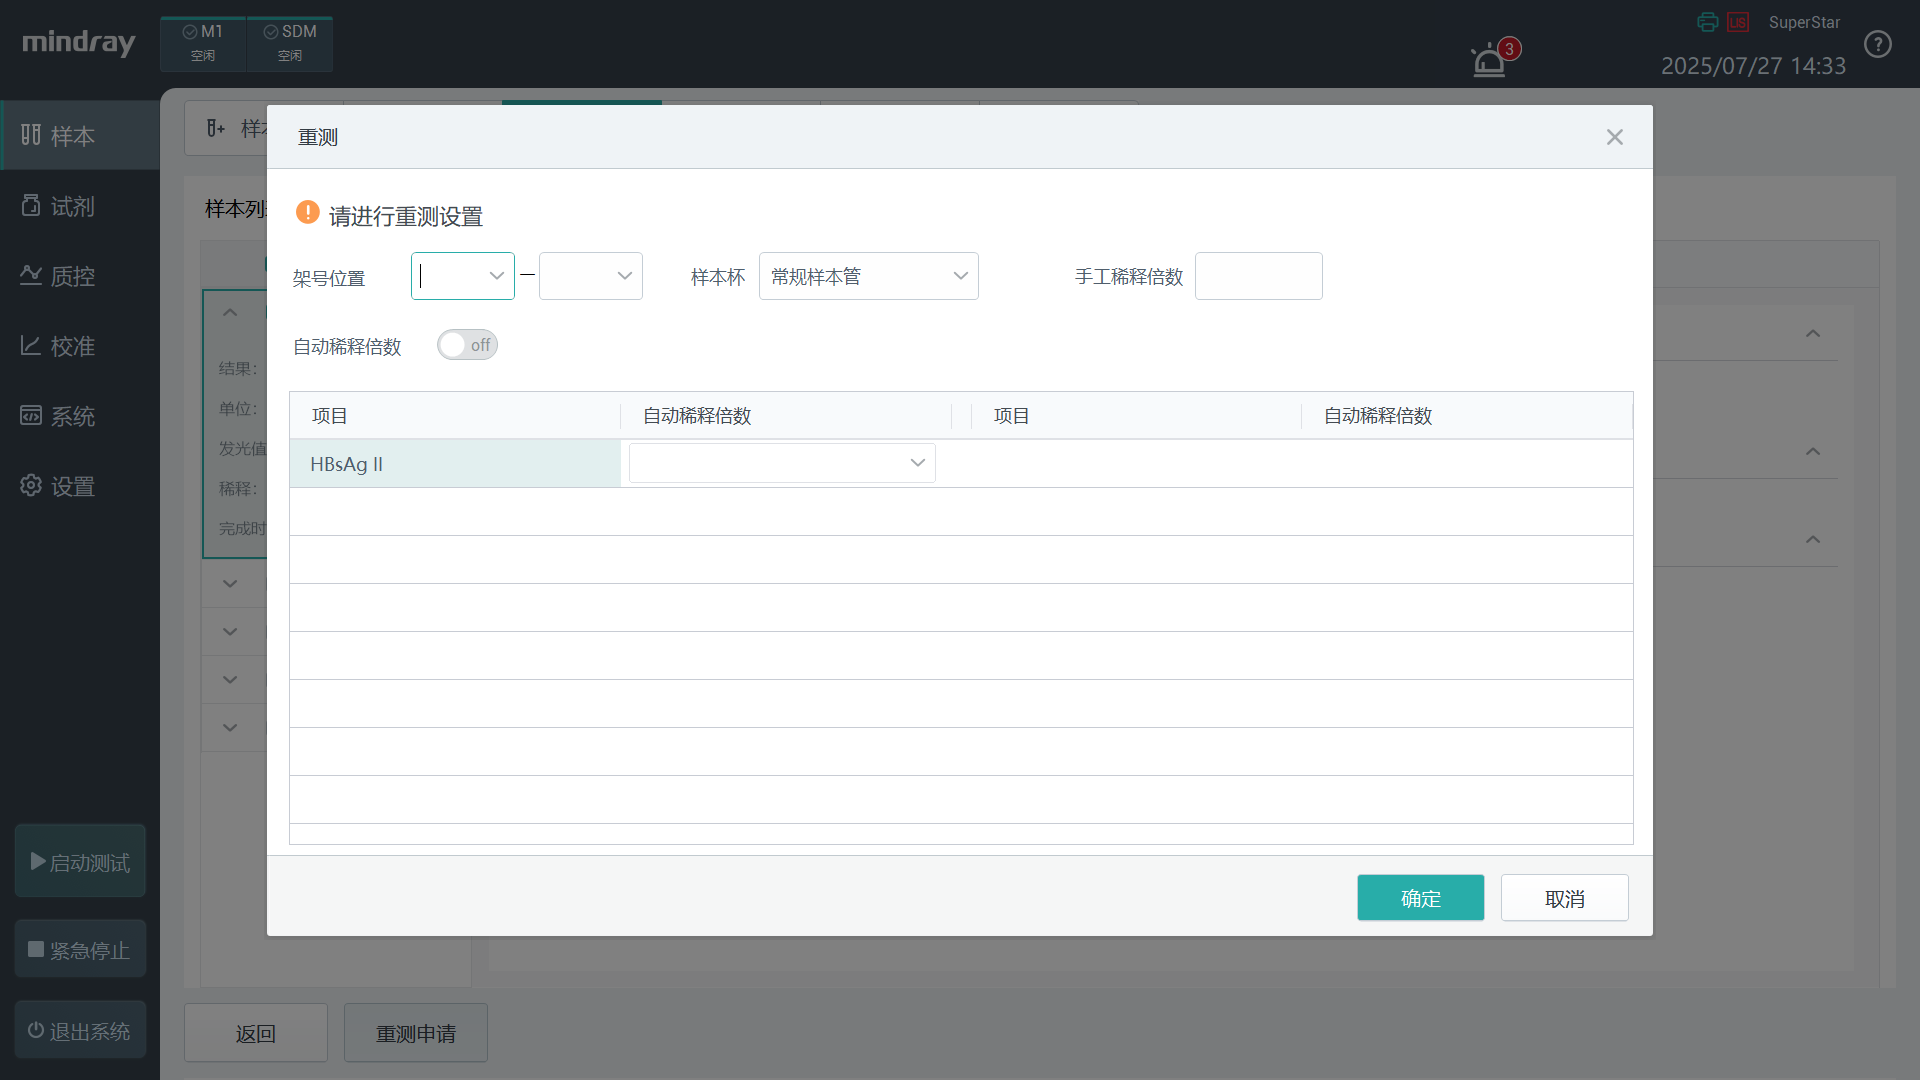 mindray
M1
空闲
SDM
空闲
3
LIS
SuperStar
2025/07/27 14:33
样本
试剂
质控
校准
系统
设置
启动测试
紧急停止
退出系统
样本列
结果:
单位:
发光值
稀释:
完成时
重测
请进行重测设置
架号位置
样本杯
常规样本管
手工稀释倍数
自动稀释倍数
off
项目
自动稀释倍数
项目
自动稀释倍数
HBsAg II
确定
取消
返回
重测申请